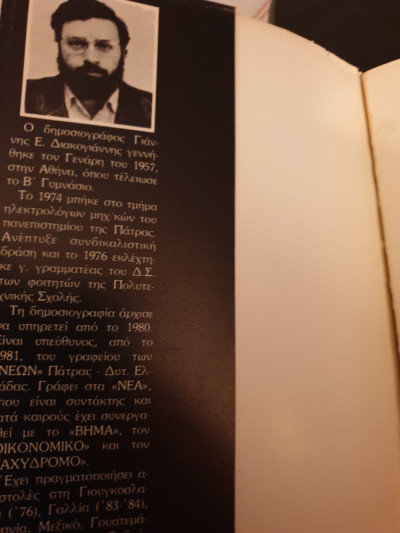 Ο δημοσιογράφος Γιάν-
νης Ε. Διακογιάννης γεννή-
θηκε τον Γενάρη του 1957,
στην Αθήνα, όπου τέλειωσε
το Β΄ Γυμνάσιο.
Το 1974 μπήκε στο τμήμα
ηλεκτρολόγων μηχ/κών του
πανεπιστημίου της Πάτρας.
Ανέπτυξε συνδικαλιστική
δράση και το 1976 εκλέχτη-
κε γ. γραμματέας του Δ.Σ.
των φοιτητών της Πολυτε-
χνικής Σχολής.
Τη δημοσιογραφία άρχισε
να υπηρετεί από το 1980.
Είναι υπεύθυνος, από το
1981, του γραφείου των
«ΝΕΩΝ» Πάτρας - Δυτ. Ελ-
λάδας. Γράφει στα «ΝΕΑ»,
που είναι συντάκτης και
κατά καιρούς έχει συνεργα-
θεί με το «ΒΗΜΑ», τον
ΟΙΚΟΝΟΜΙΚΟ» και τον
ΑΧΥΔΡΟΜΟ».
Έχει πραγματοποιήσει α-
στολές στη Γιουγκοσλα-
('76), Γαλλία ('83-'84),
Μεξικό, Γουατεμά-